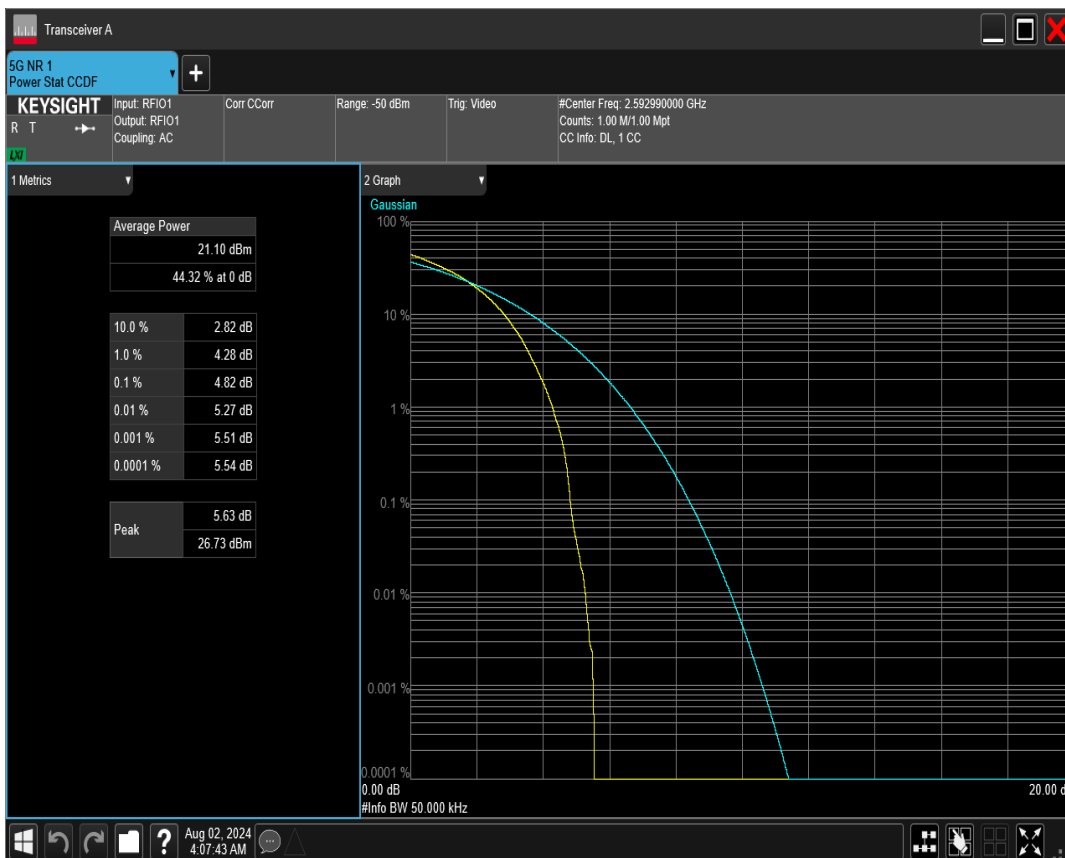 Transceiver A
5G NR 1
Power Stat CCDF
KEYSIGHT
R T
LXI
Input: RFIO1
Output: RFIO1
Coupling: AC
Corr CCorr
Range: -50 dBm
Trig: Video
#Center Freq: 2.592990000 GHz
Counts: 1.00 M/1.00 Mpt
CC Info: DL, 1 CC
1 Metrics
Average Power
21.10 dBm
44.32 % at 0 dB
10.0 % 2.82 dB
1.0 % 4.28 dB
0.1 % 4.82 dB
0.01 % 5.27 dB
0.001 % 5.51 dB
0.0001 % 5.54 dB
Peak
5.63 dB
26.73 dBm
2 Graph
Gaussian
100 %
10 %
1 %
0.1 %
0.01 %
0.001 %
0.0001 %
0.00 dB
20.00 d
#Info BW 50.000 kHz
?
Aug 02, 2024
4:07:43 AM